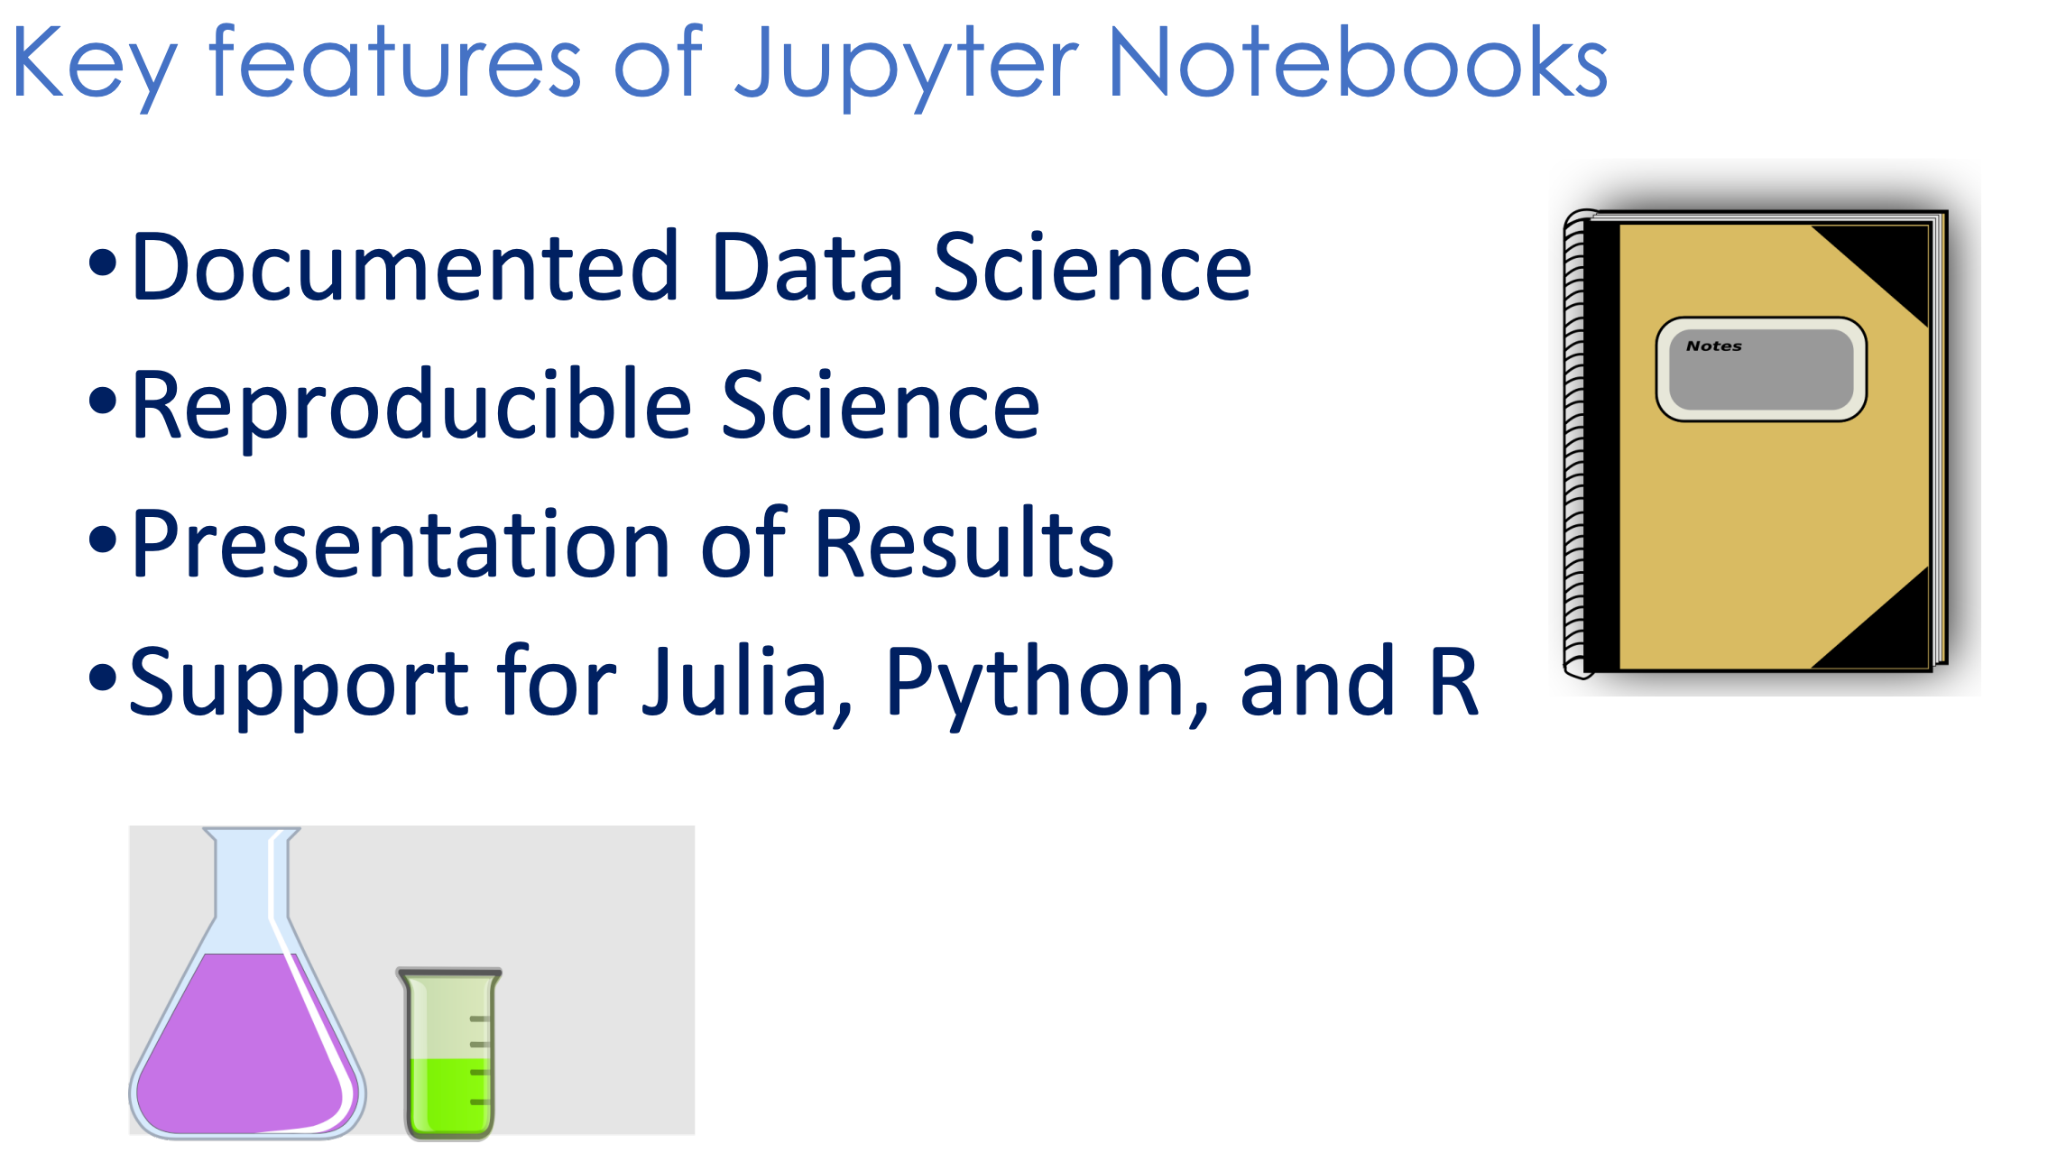 Key features of Jupyter Notebooks
•Documented Data Science
•Reproducible Science
•Presentation of Results
•Support for Julia, Python, and R
Notes